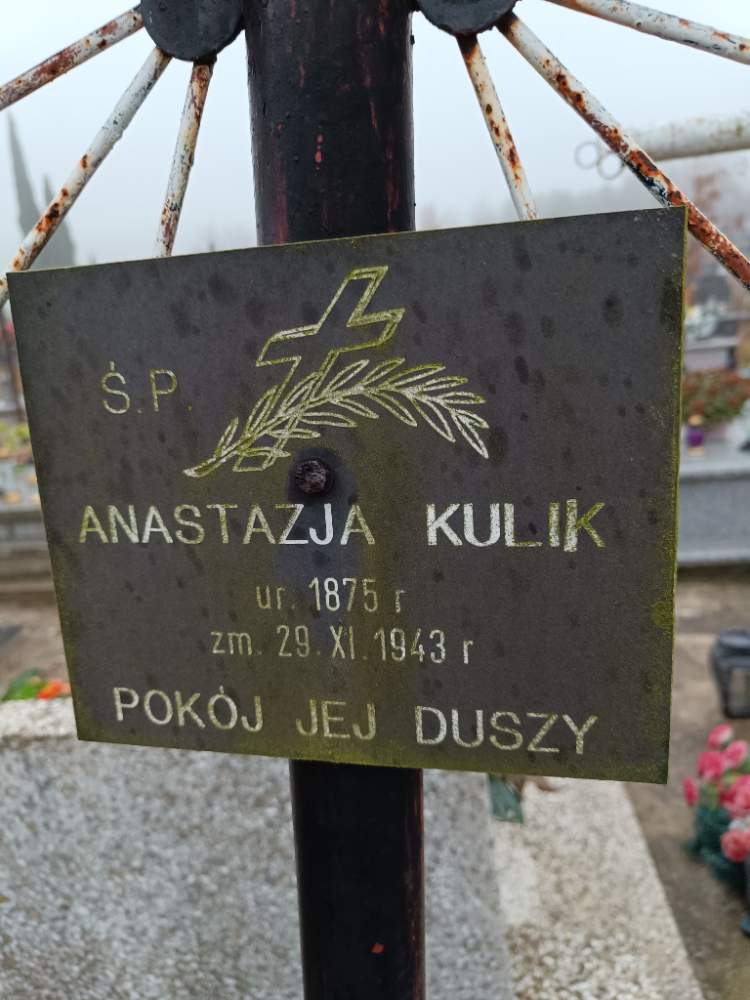 Ś.P.
ANASTAZJA KULIK
ur. 1875 r
zm. 29.XI.1943 r
POKÓJ JEJ DUSZY